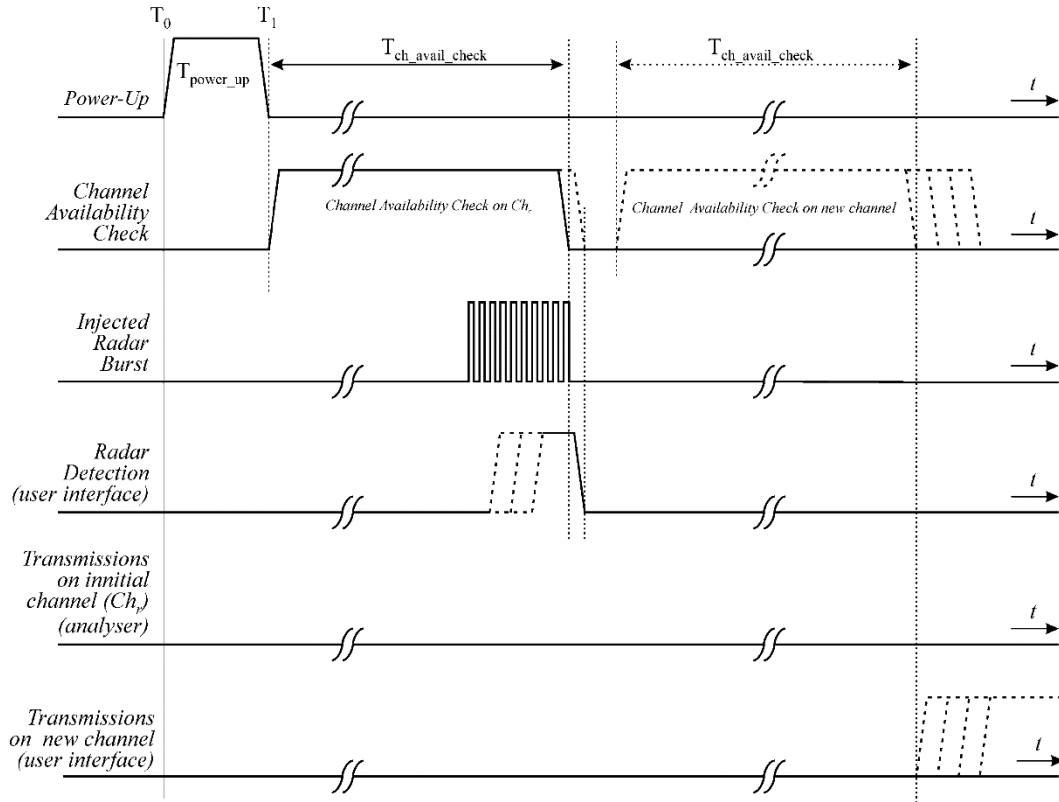 T0 T1
Tch_avail_check
Tch_avail_check
Tpower_up
Power-Up
t
Channel
Availability
Check
Channel Availability Check on Chr
Channel Availability Check on new channel
t
Injected
Radar
Burst
t
Radar
Detection
(user interface)
t
Transmissions
on innitial
channel (Chr)
(analyser)
t
Transmissions
on new channel
(user interface)
t